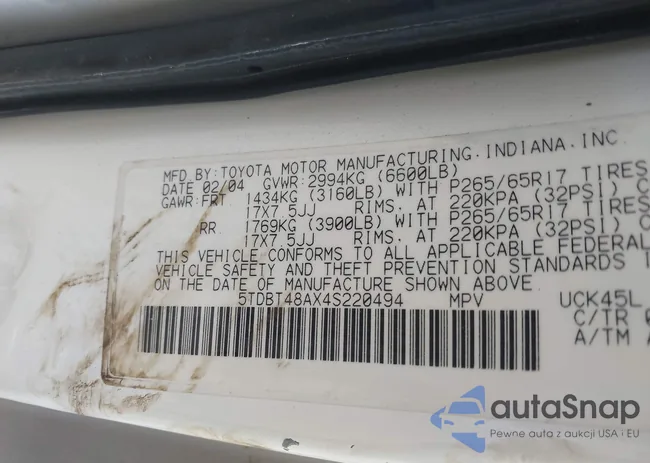 MFD.BY:TOYOTA MOTOR MANUFACTURING,INDIANA,INC
DATE 02/04 GVWR:2994KG (6600LB)
GAWR:FRT 1434KG (3160LB) WITH P265/65R17 TIRES
17X7.5JJ RIMS. AT 220KPA (32PSI) C
RR 1769KG (3900LB) WITH P265/65R17 TIRES
17X7.5JJ RIMS. AT 220KPA (32PSI) C
THIS VEHICLE CONFORMS TO ALL APPLICABLE FEDERAL
VEHICLE SAFETY AND THEFT PREVENTION STANDARDS I
ON THE DATE OF MANUFACTURE SHOWN ABOVE
5TDBT48AX4S220494 MPV UCK45L
C/TR 0
A/TM A
autaSnap
Pewne auta z aukcji USA i EU